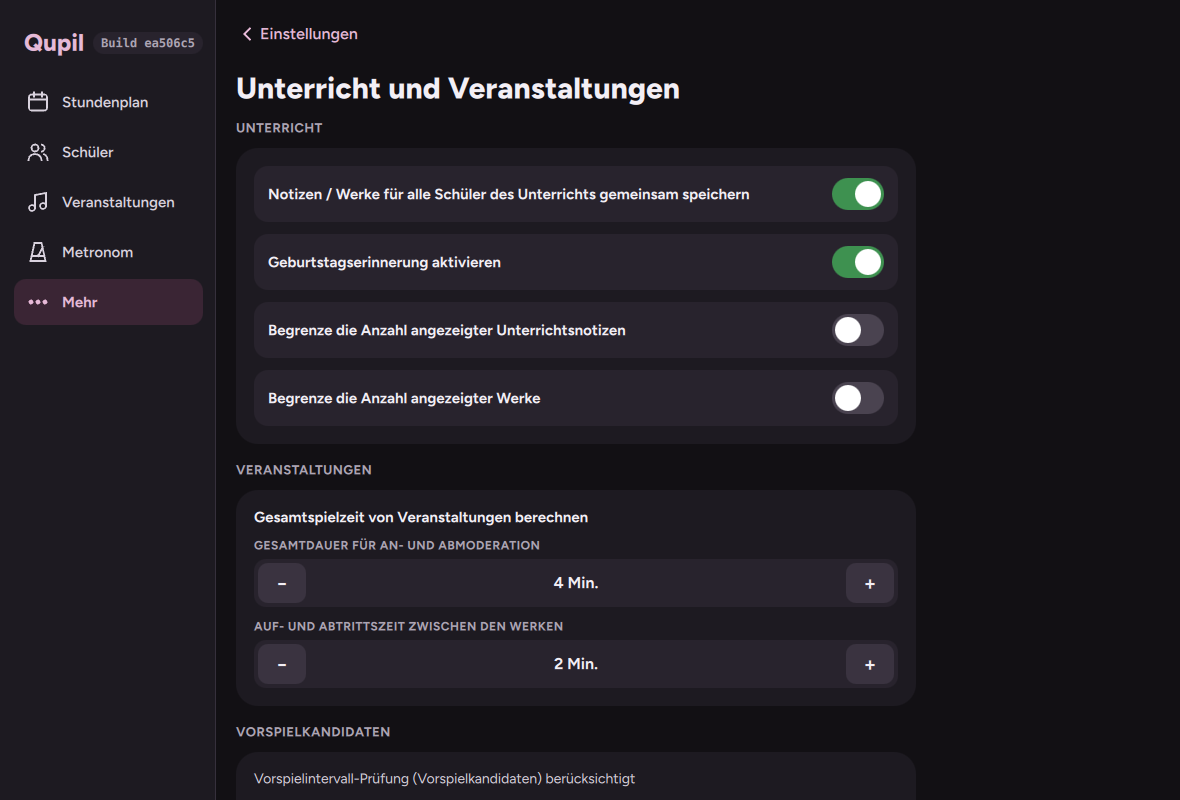 Qupil Build ea506c5
Stundenplan
Schüler
Veranstaltungen
Metronom
Mehr
Einstellungen
Unterricht und Veranstaltungen
UNTERRICHT
Notizen / Werke für alle Schüler des Unterrichts gemeinsam speichern
Geburtstagserinnerung aktivieren
Begrenze die Anzahl angezeigter Unterrichtsnotizen
Begrenze die Anzahl angezeigter Werke
VERANSTALTUNGEN
Gesamtspielzeit von Veranstaltungen berechnen
GESAMTDAUER FÜR AN- UND ABMODERATION
– 4 Min. +
AUF- UND ABTRITTSZEIT ZWISCHEN DEN WERKEN
– 2 Min. +
VORSPIELKANDIDATEN
Vorspielintervall-Prüfung (Vorspielkandidaten) berücksichtigt